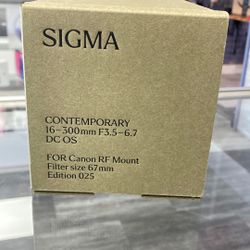 SIGMA
CONTEMPORARY
16-300mm F3.5-6.7
DC OS
FOR Canon RF Mount
Filter size 67mm
Edition 025